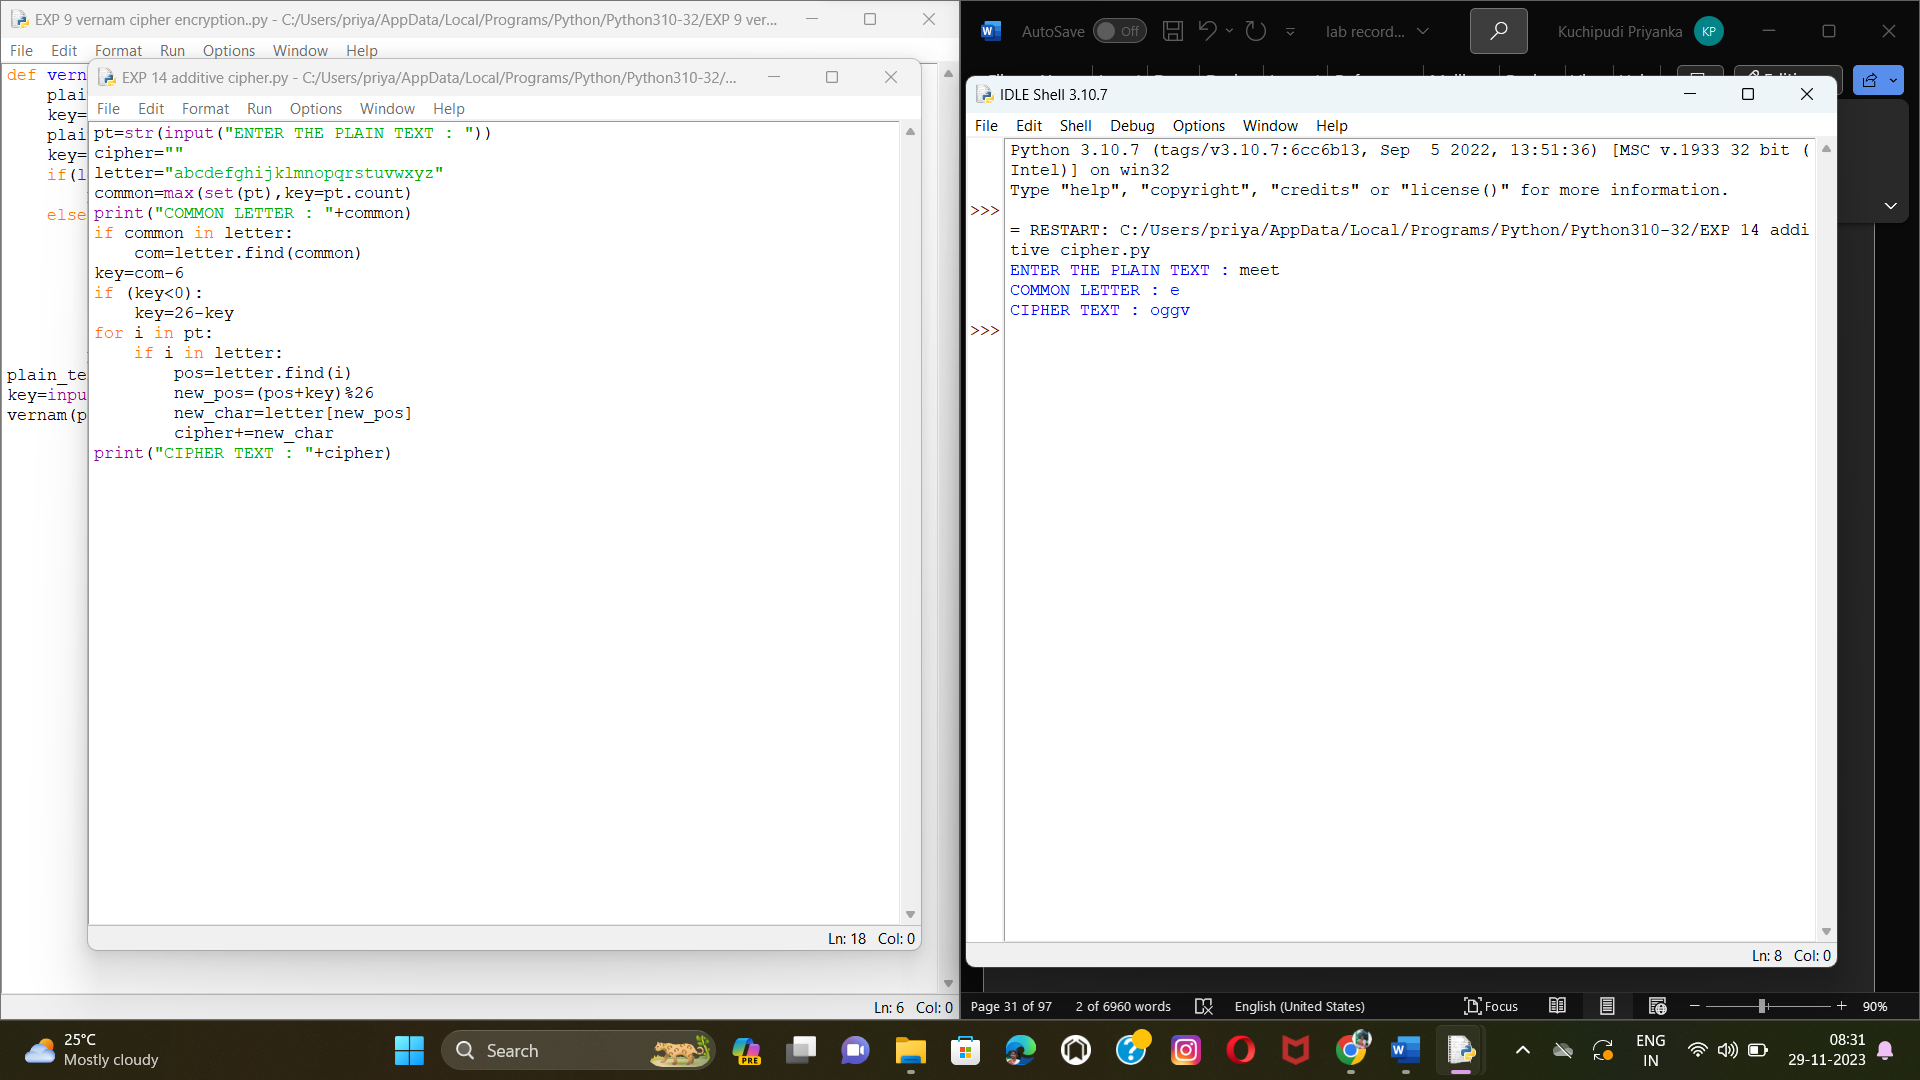 EXP 9 vernam cipher encryption..py - C:/Users/priya/AppData/Local/Programs/Python/Python310-32/EXP 9 ver...
File Edit Format Run Options Window Help
def vern
    plai
    key=
    plai
    key=
    if(l
    else
plain_te
key=inpu
vernam(p
Ln: 6 Col: 0
EXP 14 additive cipher.py - C:/Users/priya/AppData/Local/Programs/Python/Python310-32/...
File Edit Format Run Options Window Help
pt=str(input("ENTER THE PLAIN TEXT : "))
cipher=""
letter="abcdefghijklmnopqrstuvwxyz"
common=max(set(pt),key=pt.count)
print("COMMON LETTER : "+common)
if common in letter:
    com=letter.find(common)
key=com-6
if (key<0):
    key=26-key
for i in pt:
    if i in letter:
        pos=letter.find(i)
        new_pos=(pos+key)%26
        new_char=letter[new_pos]
        cipher+=new_char
print("CIPHER TEXT : "+cipher)
Ln: 18 Col: 0
AutoSave Off lab record... Kuchipudi Priyanka KP
IDLE Shell 3.10.7
File Edit Shell Debug Options Window Help
Python 3.10.7 (tags/v3.10.7:6cc6b13, Sep  5 2022, 13:51:36) [MSC v.1933 32 bit (
Intel)] on win32
Type "help", "copyright", "credits" or "license()" for more information.
>>>
= RESTART: C:/Users/priya/AppData/Local/Programs/Python/Python310-32/EXP 14 addi
tive cipher.py
ENTER THE PLAIN TEXT : meet
COMMON LETTER : e
CIPHER TEXT : oggv
>>>
Ln: 8 Col: 0
Page 31 of 97 2 of 6960 words English (United States) Focus 90%
25°C
Mostly cloudy
Search
PRE
ENG
IN
08:31
29-11-2023